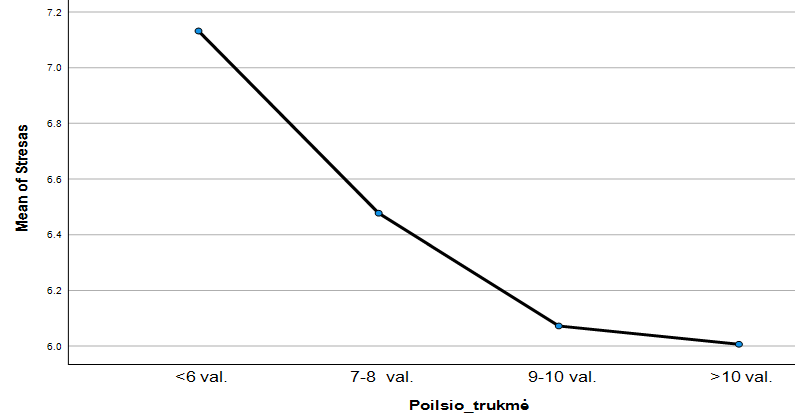 7.2
7.0
6.8
6.6
6.4
6.2
6.0
Mean of Stresas
<6 val. 7-8 val. 9-10 val. >10 val.
Poilsio_trukmė